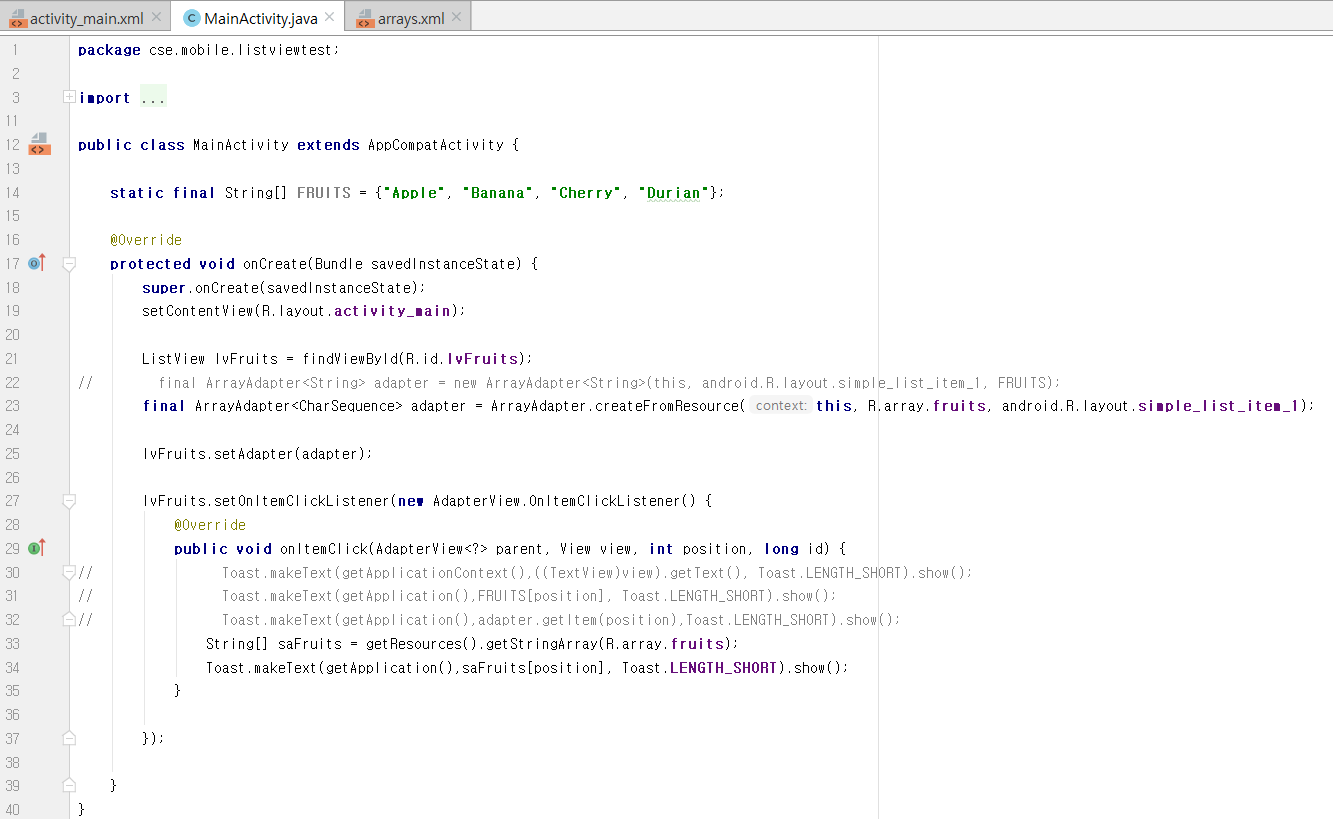 activity_main.xml MainActivity.java arrays.xml
1 package cse.mobile.listviewtest;
2
3 import ...
11
12 public class MainActivity extends AppCompatActivity {
13
14 static final String[] FRUITS = {"Apple", "Banana", "Cherry", "Durian"};
15
16 @Override
17 protected void onCreate(Bundle savedInstanceState) {
18 super.onCreate(savedInstanceState);
19 setContentView(R.layout.activity_main);
20
21 ListView lvFruits = findViewById(R.id.lvFruits);
22 // final ArrayAdapter<String> adapter = new ArrayAdapter<String>(this, android.R.layout.simple_list_item_1, FRUITS);
23 final ArrayAdapter<CharSequence> adapter = ArrayAdapter.createFromResource( context: this, R.array.fruits, android.R.layout.simple_list_item_1);
24
25 lvFruits.setAdapter(adapter);
26
27 lvFruits.setOnItemClickListener(new AdapterView.OnItemClickListener() {
28 @Override
29 public void onItemClick(AdapterView<?> parent, View view, int position, long id) {
30 // Toast.makeText(getApplicationContext(),((TextView)view).getText(), Toast.LENGTH_SHORT).show();
31 // Toast.makeText(getApplication(),FRUITS[position], Toast.LENGTH_SHORT).show();
32 // Toast.makeText(getApplication(),adapter.getItem(position),Toast.LENGTH_SHORT).show();
33 String[] saFruits = getResources().getStringArray(R.array.fruits);
34 Toast.makeText(getApplication(),saFruits[position], Toast.LENGTH_SHORT).show();
35 }
36
37 });
38
39 }
40 }